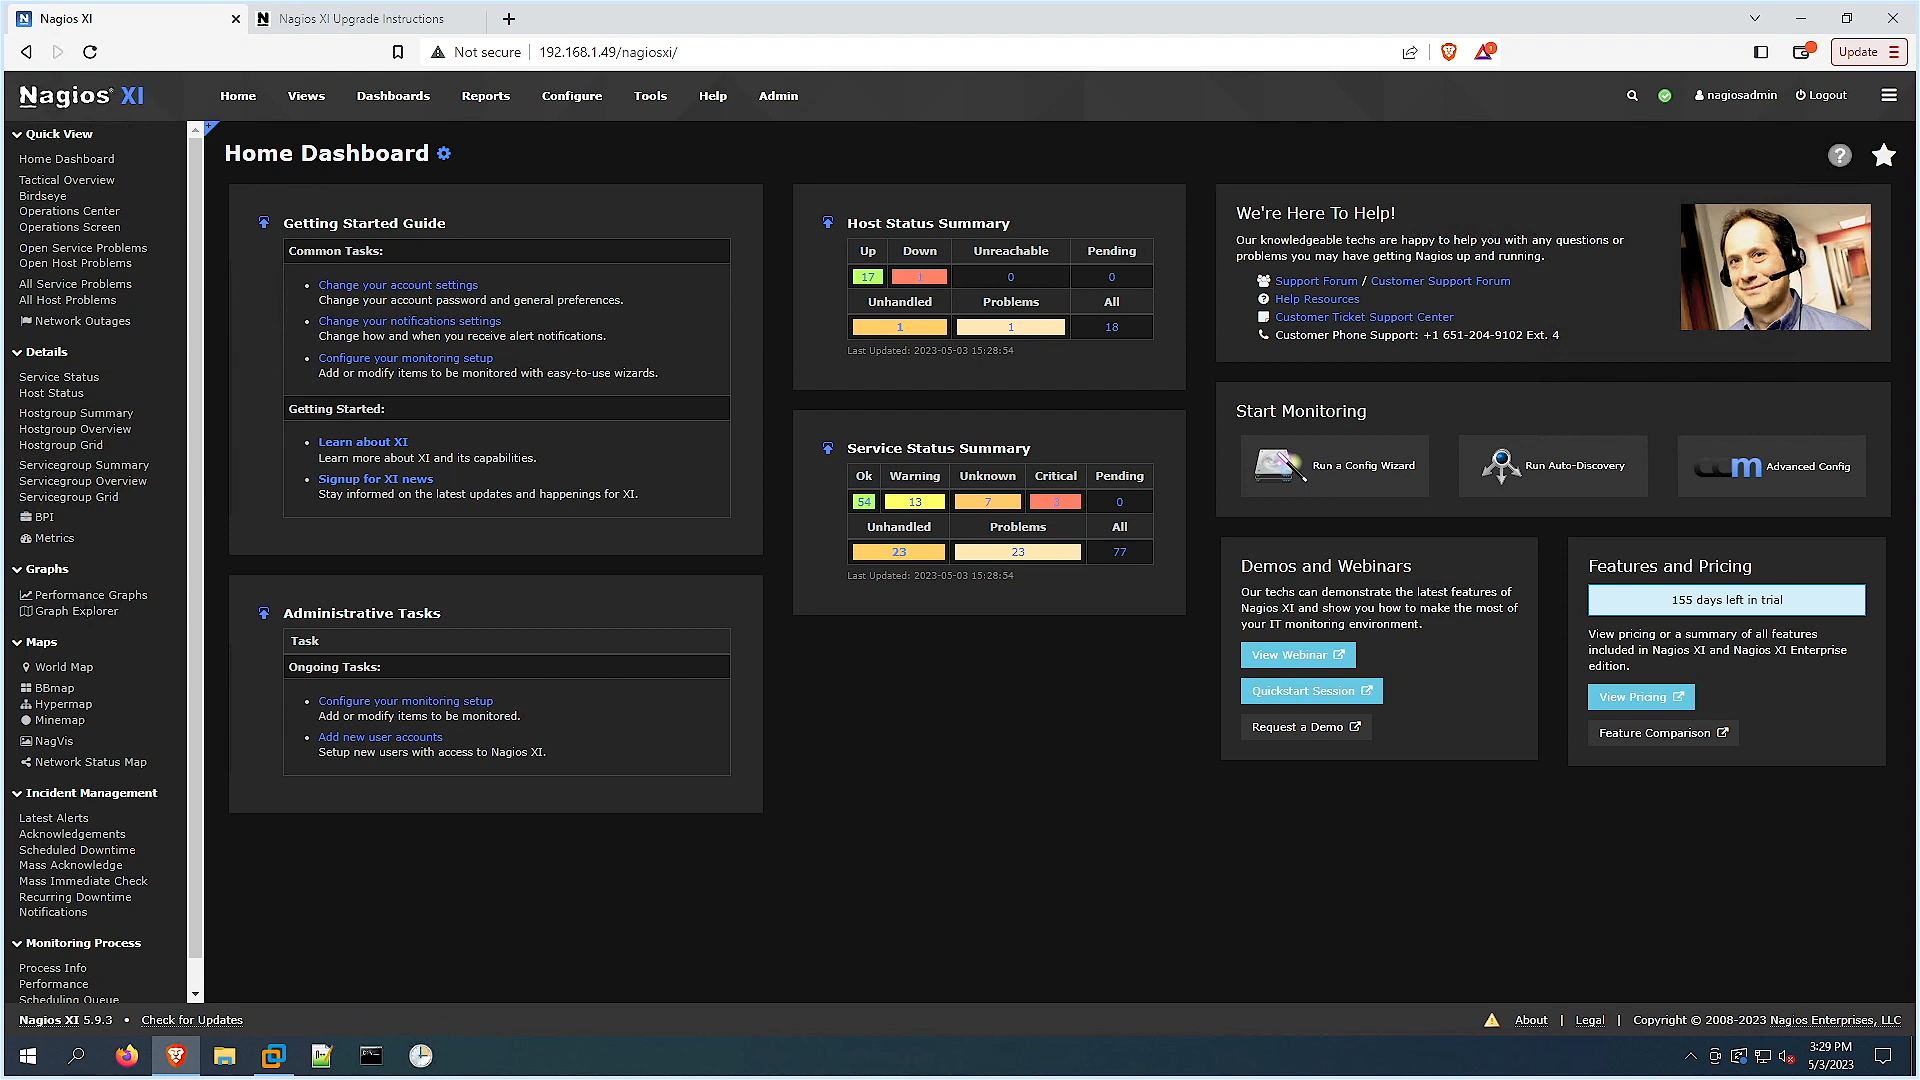 Nagios XI
Nagios XI Upgrade Instructions
Not secure
192.168.1.49/nagiosxi/
1
Update
Nagios® XI
Home
Views
Dashboards
Reports
Configure
Tools
Help
Admin
nagiosadmin
Logout
Quick View
Home Dashboard
Tactical Overview
Birdseye
Operations Center
Operations Screen
Open Service Problems
Open Host Problems
All Service Problems
All Host Problems
Network Outages
Details
Service Status
Host Status
Hostgroup Summary
Hostgroup Overview
Hostgroup Grid
Servicegroup Summary
Servicegroup Overview
Servicegroup Grid
BPI
Metrics
Graphs
Performance Graphs
Graph Explorer
Maps
World Map
BBmap
Hypermap
Minemap
NagVis
Network Status Map
Incident Management
Latest Alerts
Acknowledgements
Scheduled Downtime
Mass Acknowledge
Mass Immediate Check
Recurring Downtime
Notifications
Monitoring Process
Process Info
Performance
Scheduling Queue
Home Dashboard
?
Getting Started Guide
Common Tasks:
Change your account settings
Change your account password and general preferences.
Change your notifications settings
Change how and when you receive alert notifications.
Configure your monitoring setup
Add or modify items to be monitored with easy-to-use wizards.
Getting Started:
Learn about XI
Learn more about XI and its capabilities.
Signup for XI news
Stay informed on the latest updates and happenings for XI.
Administrative Tasks
Task
Ongoing Tasks:
Configure your monitoring setup
Add or modify items to be monitored.
Add new user accounts
Setup new users with access to Nagios XI.
Host Status Summary
Up Down Unreachable Pending
17 1 0 0
Unhandled Problems All
1 1 18
Last Updated: 2023-05-03 15:28:54
Service Status Summary
Ok Warning Unknown Critical Pending
54 13 7 3 0
Unhandled Problems All
23 23 77
Last Updated: 2023-05-03 15:28:54
We're Here To Help!
Our knowledgeable techs are happy to help you with any questions or
problems you may have getting Nagios up and running.
Support Forum / Customer Support Forum
Help Resources
Customer Ticket Support Center
Customer Phone Support: +1 651-204-9102 Ext. 4
Start Monitoring
Run a Config Wizard
Run Auto-Discovery
ccm Advanced Config
Demos and Webinars
Our techs can demonstrate the latest features of
Nagios XI and show you how to make the most of
your IT monitoring environment.
View Webinar
Quickstart Session
Request a Demo
Features and Pricing
155 days left in trial
View pricing or a summary of all features
included in Nagios XI and Nagios XI Enterprise
edition.
View Pricing
Feature Comparison
Nagios XI 5.9.3 • Check for Updates
About | Legal | Copyright © 2008-2023 Nagios Enterprises, LLC
3:29 PM
5/3/2023